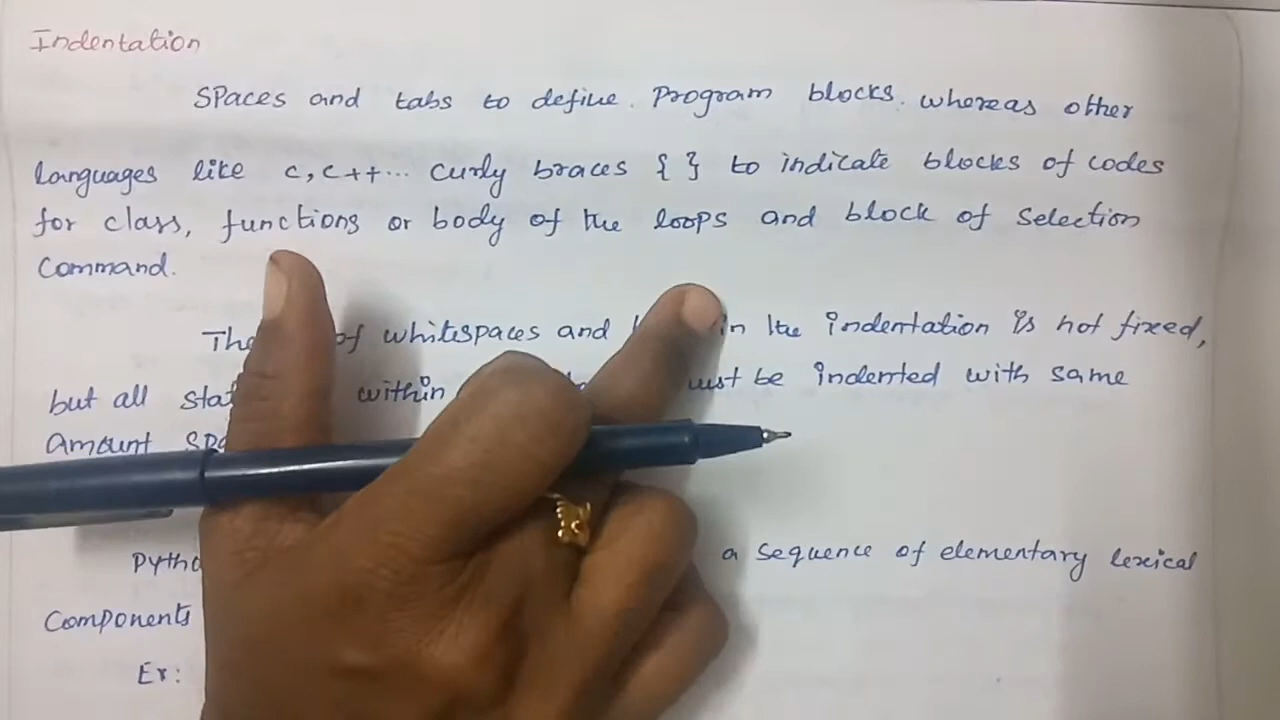 Indentation
Spaces and tabs to define program blocks. whereas other
languages like c, c++... curly braces { } to indicate blocks of codes
for class, functions or body of the loops and block of selection
command.
The of whitespaces and in the indentation is not fixed,
but all within be indented with same
amount
a sequence of elementary lexical
components
Ex: